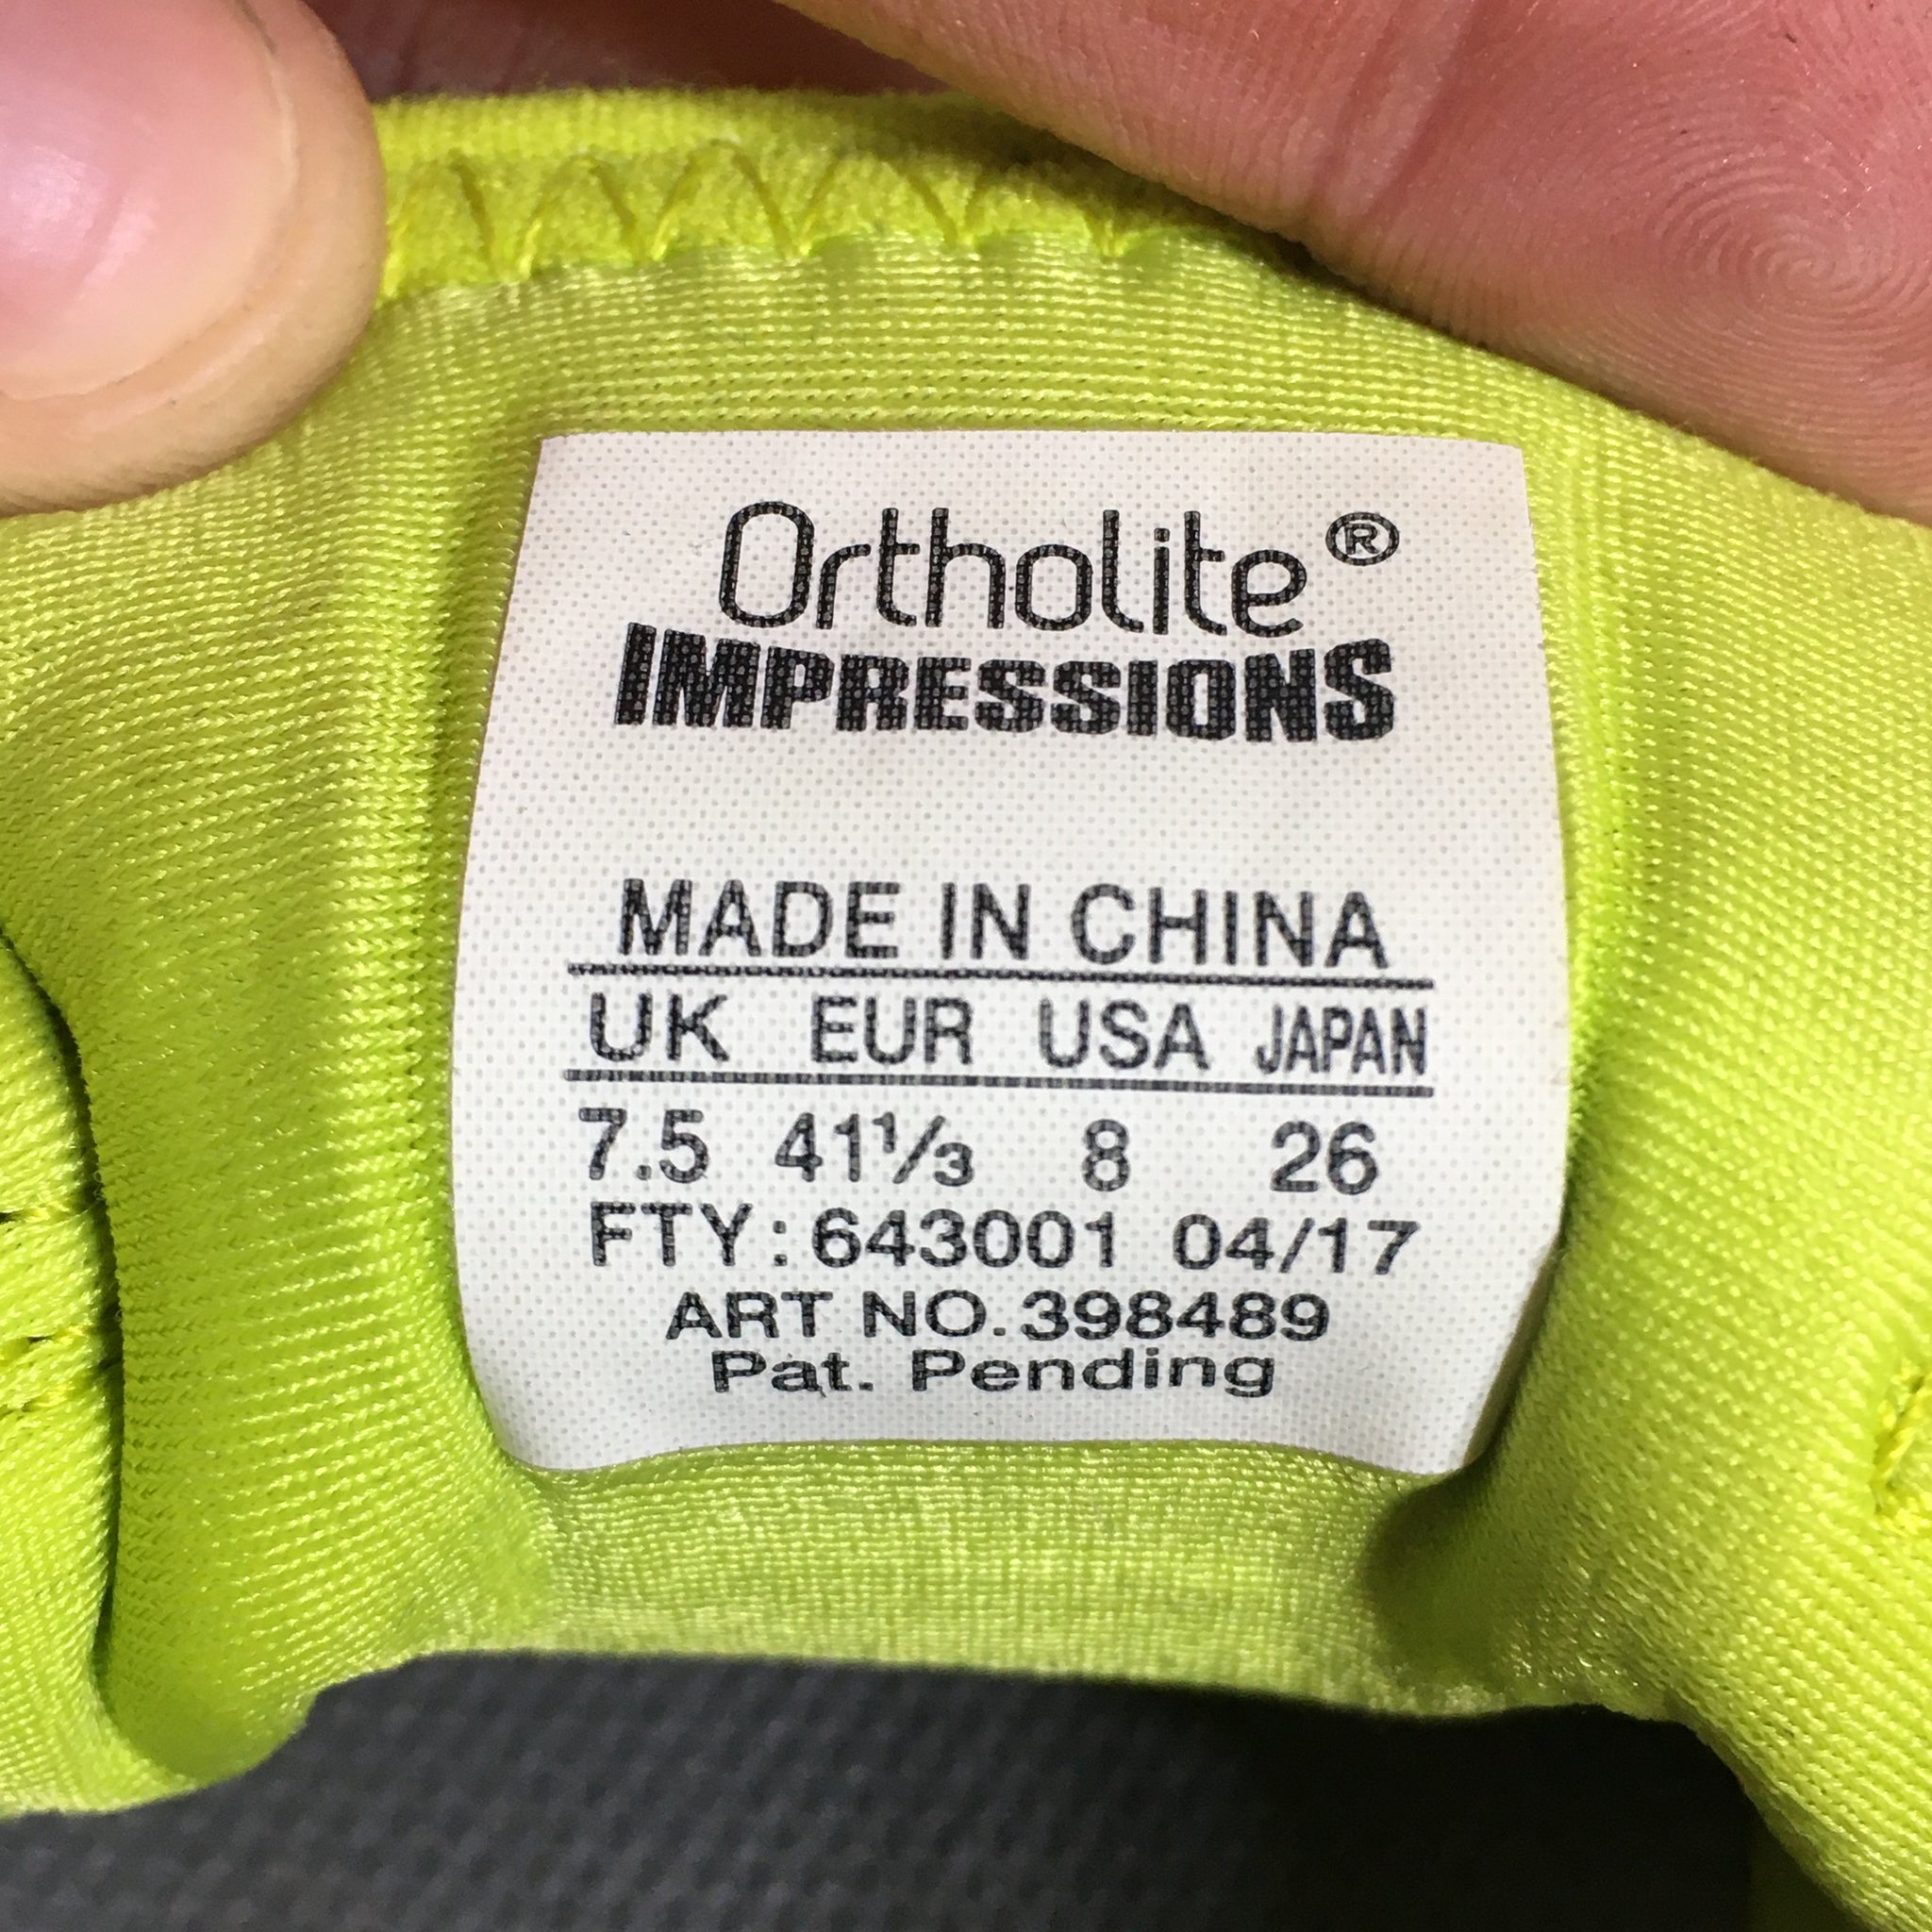 Ortholite®
IMPRESSIONS
MADE IN CHINA
UK EUR USA JAPAN
7.5 41⅓ 8 26
FTY:643001 04/17
ART NO.398489
Pat. Pending